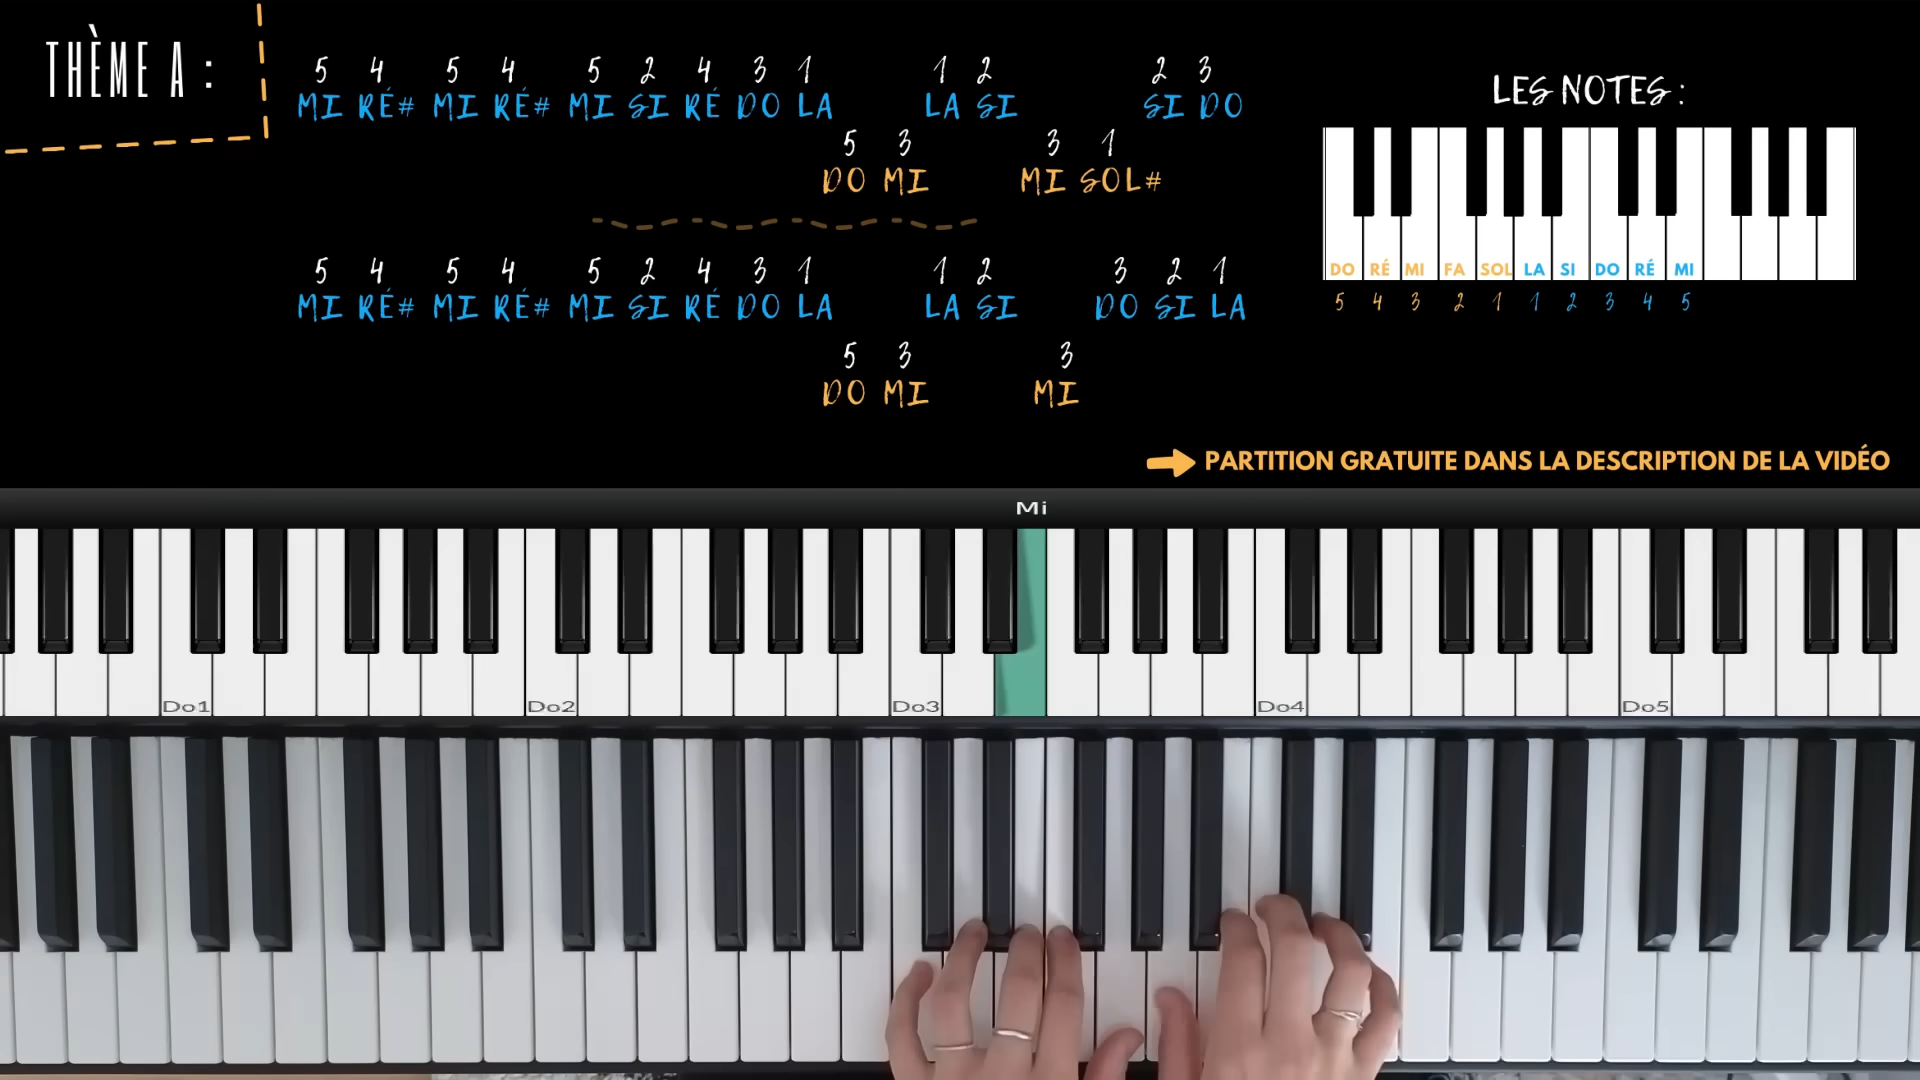 THÈME A :
5 4 5 4 5 2 4 3 1 1 2 2 3
MI RÉ# MI RÉ# MI SI RÉ DO LA LA SI SI DO
5 3 3 1
DO MI MI SOL#
5 4 5 4 5 2 4 3 1 1 2 3 2 1
MI RÉ# MI RÉ# MI SI RÉ DO LA LA SI DO SI LA
5 3 3
DO MI MI
LES NOTES :
DO RÉ MI FA SOL LA SI DO RÉ MI
5 4 3 2 1 1 2 3 4 5
PARTITION GRATUITE DANS LA DESCRIPTION DE LA VIDÉO
Mi
Do1 Do2 Do3 Do4 Do5